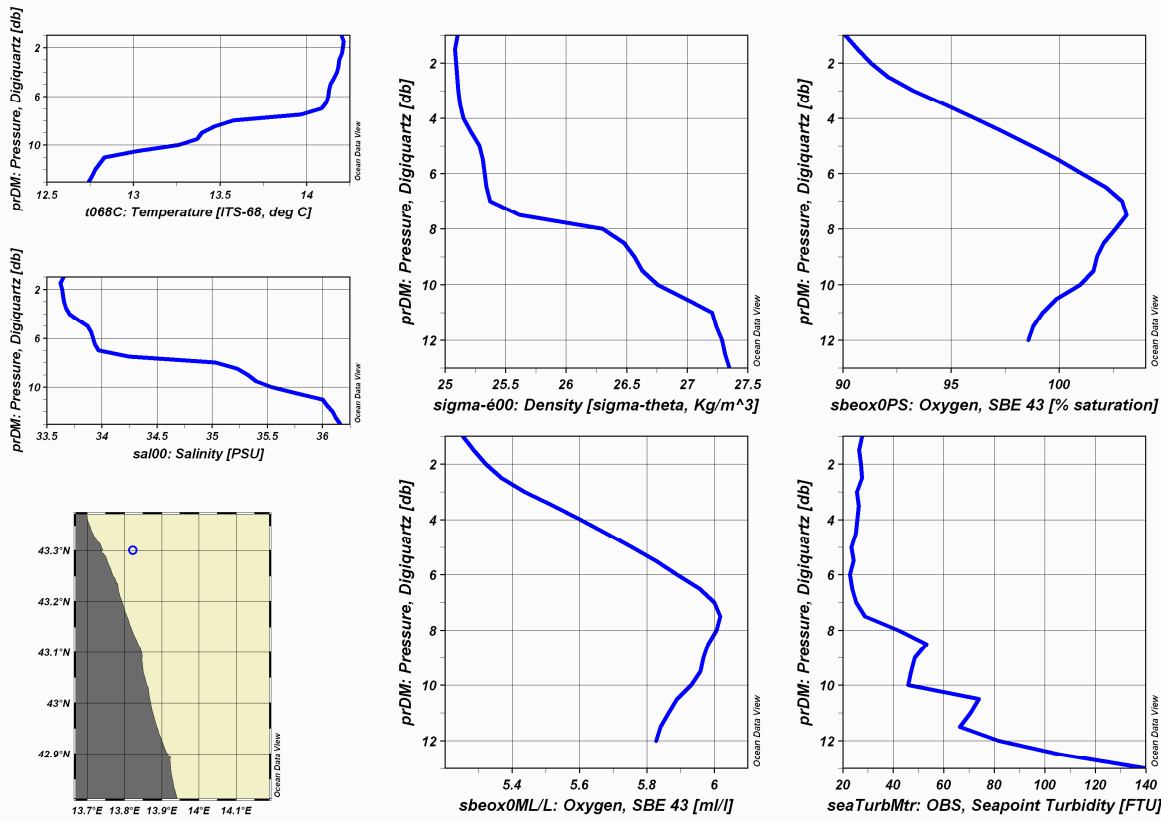 prDM: Pressure, Digiquartz [db]
2
6
10
12.5 13 13.5 14
t068C: Temperature [ITS-68, deg C]
Ocean Data View
prDM: Pressure, Digiquartz [db]
2
6
10
33.5 34 34.5 35 35.5 36
sal00: Salinity [PSU]
Ocean Data View
43.3°N
43.2°N
43.1°N
43°N
42.9°N
13.7°E 13.8°E 13.9°E 14°E 14.1°E
Ocean Data View
prDM: Pressure, Digiquartz [db]
2
4
6
8
10
12
25 25.5 26 26.5 27 27.5
sigma-é00: Density [sigma-theta, Kg/m^3]
Ocean Data View
prDM: Pressure, Digiquartz [db]
2
4
6
8
10
12
5.4 5.6 5.8 6
sbeox0ML/L: Oxygen, SBE 43 [ml/l]
Ocean Data View
prDM: Pressure, Digiquartz [db]
2
4
6
8
10
12
90 95 100
sbeox0PS: Oxygen, SBE 43 [% saturation]
Ocean Data View
prDM: Pressure, Digiquartz [db]
2
4
6
8
10
12
20 40 60 80 100 120 140
seaTurbMtr: OBS, Seapoint Turbidity [FTU]
Ocean Data View